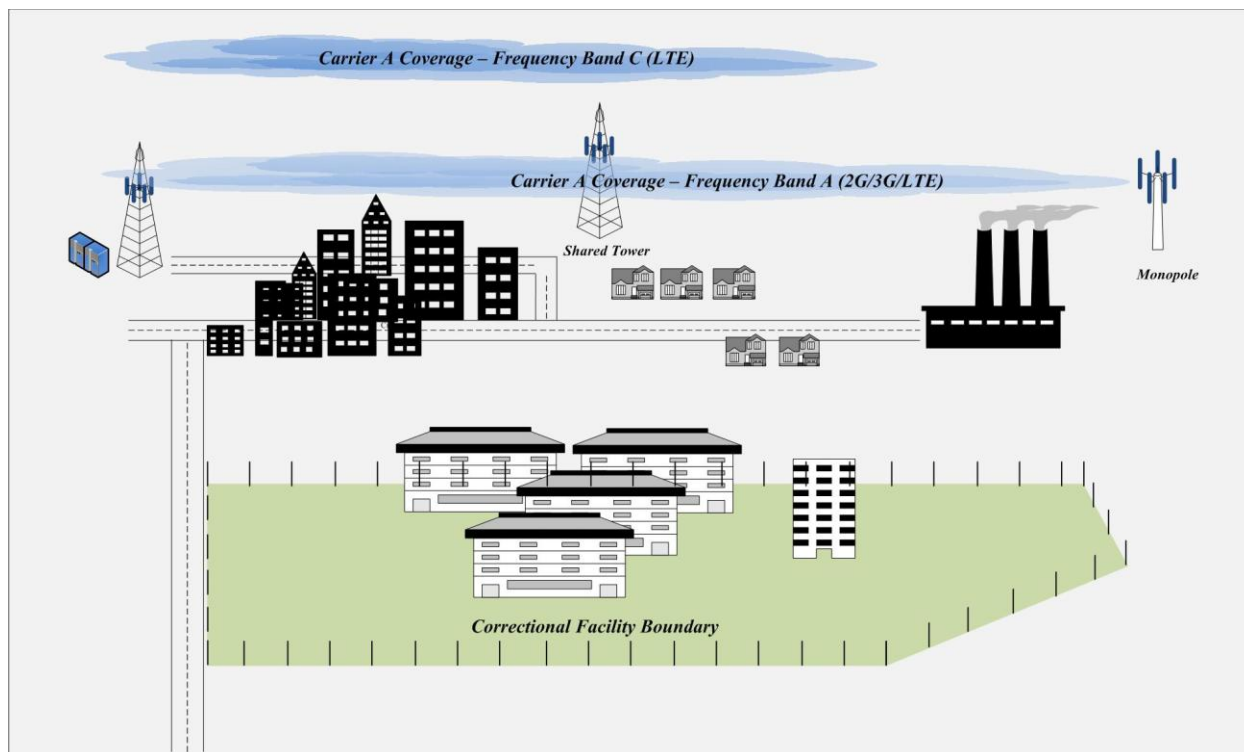 Carrier A Coverage – Frequency Band C (LTE)
Carrier A Coverage – Frequency Band A (2G/3G/LTE)
Shared Tower
Monopole
Correctional Facility Boundary